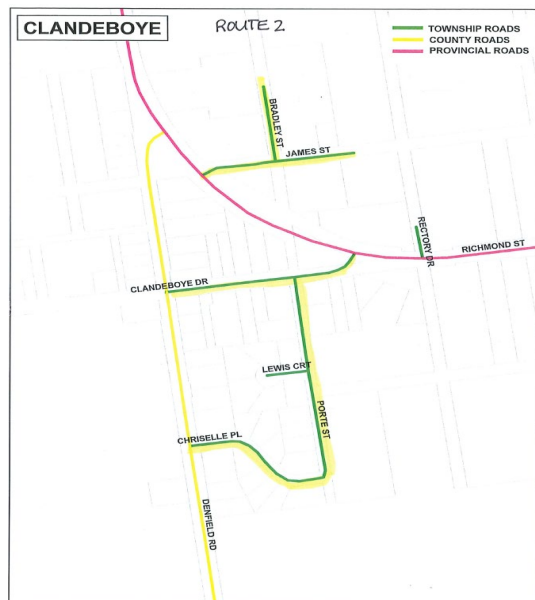 CLANDEBOYE
ROUTE 2
TOWNSHIP ROADS
COUNTY ROADS
PROVINCIAL ROADS
BRADLEY ST
JAMES ST
RECTORY DR
RICHMOND ST
CLANDEBOYE DR
LEWIS CRT
PORTE ST
CHRISELLE PL
DENFIELD RD